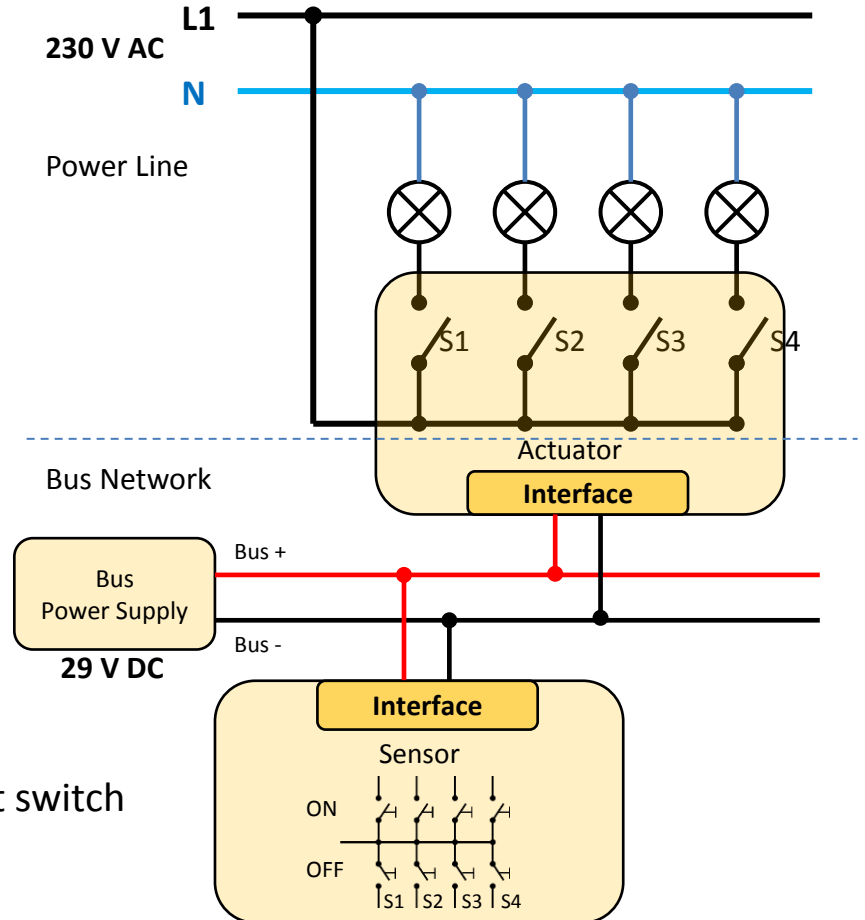 L1
230 V AC
N
Power Line
S1 S2 S3 S4
Actuator
Bus Network
Interface
Bus +
Bus
Power Supply
Bus -
29 V DC
Interface
Sensor
t switch
ON
OFF
S1 S2 S3 S4